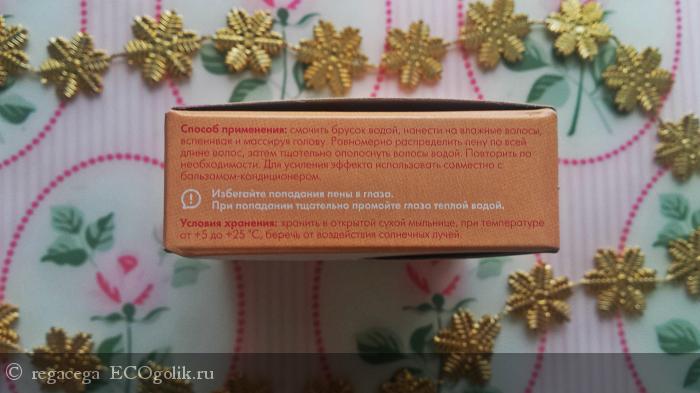 Способ применения: смочить брусок водой, нанести на влажные волосы,
вспенивая и массируя голову. Равномерно распределить пену по всей
длине волос, затем тщательно ополоснуть волосы водой. Повторить по
необходимости. Для усиления эффекта использовать совместно с
бальзамом-кондиционером.
Избегайте попадания пены в глаза.
При попадании тщательно промойте глаза теплой водой.
Условия хранения: хранить в открытой сухой мыльнице, при температуре
от +5 до +25 °С, беречь от воздействия солнечных лучей.
© regacega ECOgolik.ru